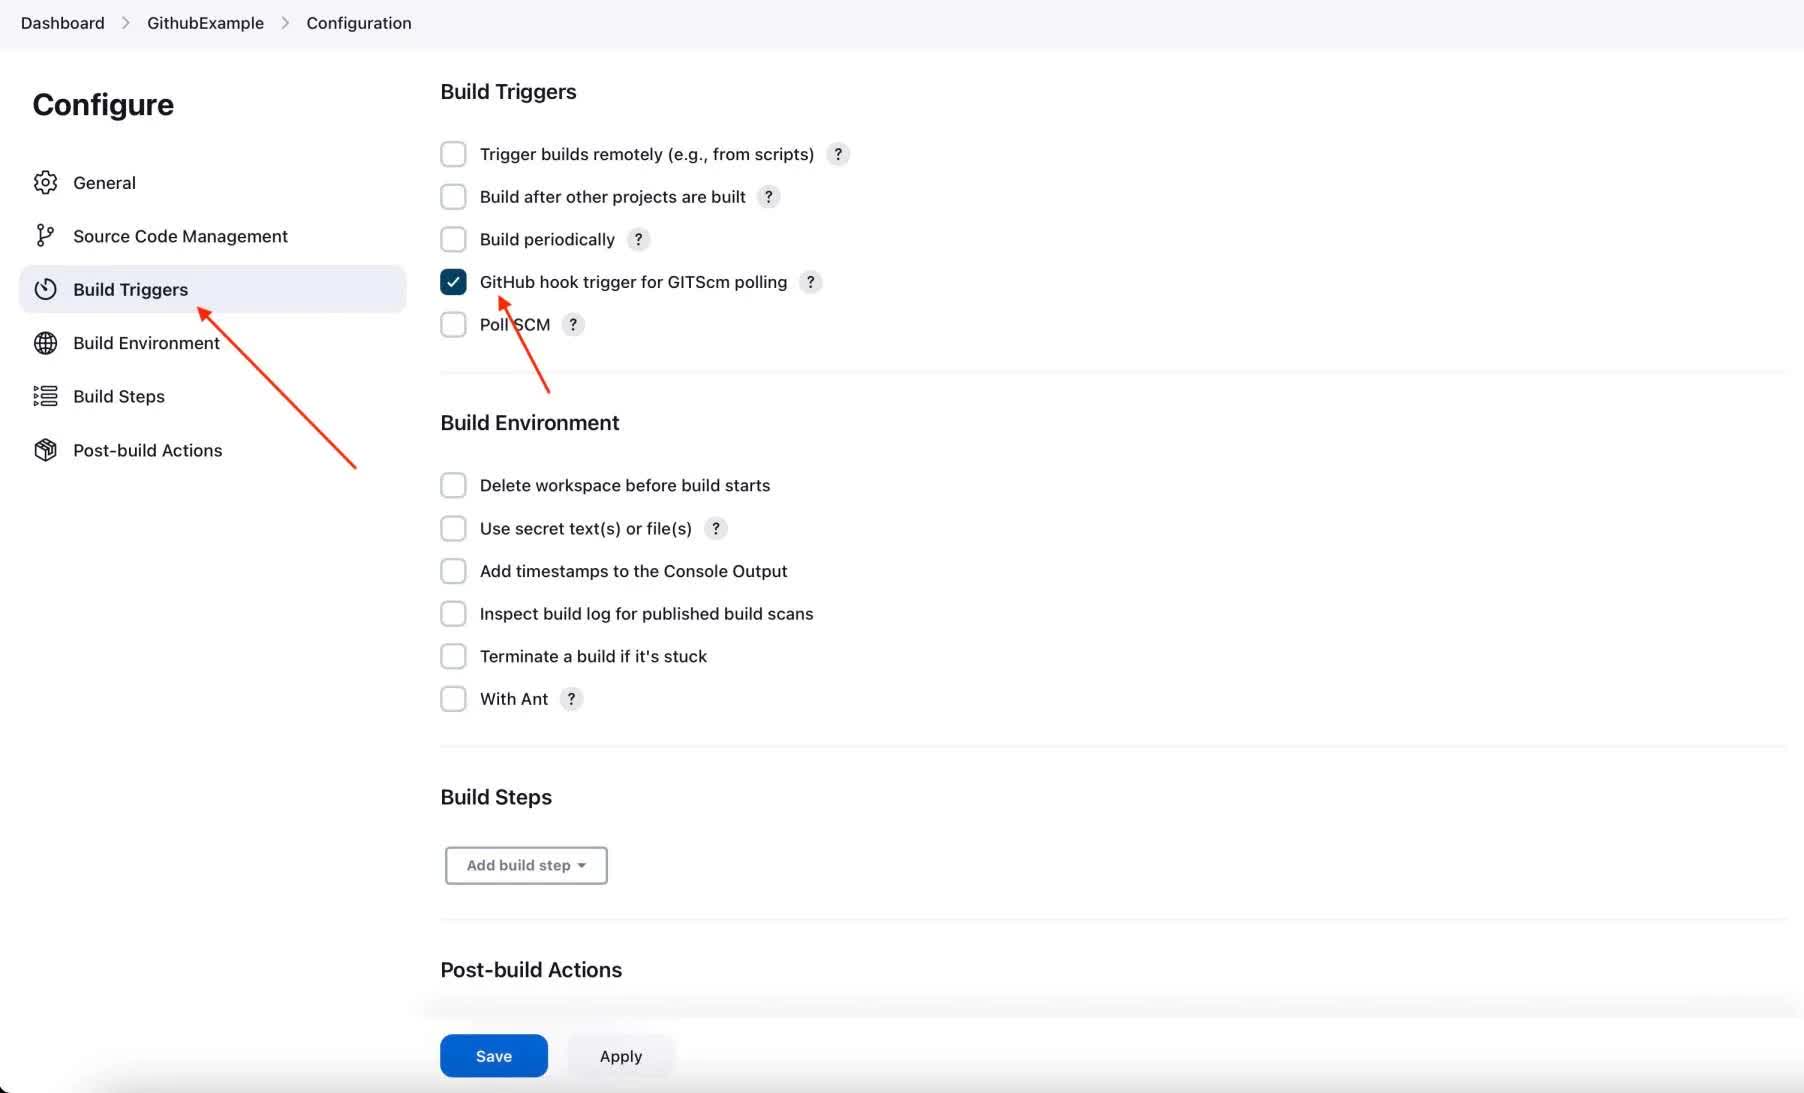 Dashboard > GithubExample > Configuration
Configure
General
Source Code Management
Build Triggers
Build Environment
Build Steps
Post-build Actions
Build Triggers
Trigger builds remotely (e.g., from scripts) ?
Build after other projects are built ?
Build periodically ?
GitHub hook trigger for GITScm polling ?
Poll SCM ?
Build Environment
Delete workspace before build starts
Use secret text(s) or file(s) ?
Add timestamps to the Console Output
Inspect build log for published build scans
Terminate a build if it's stuck
With Ant ?
Build Steps
Add build step
Post-build Actions
Save Apply